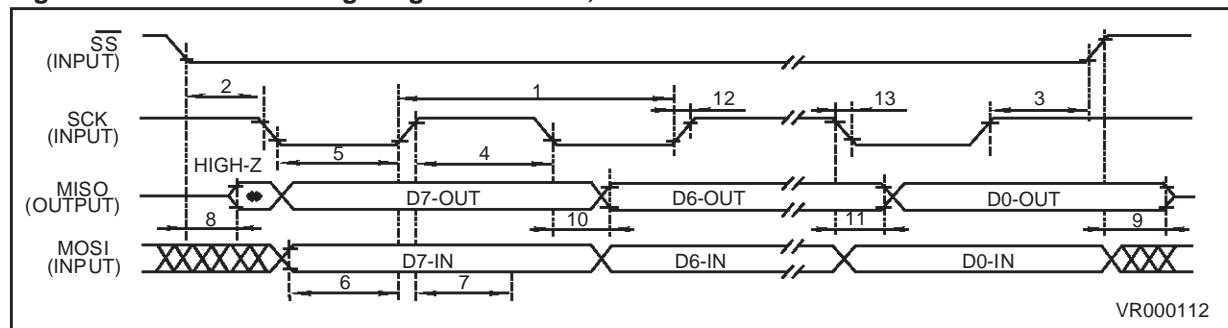 SS
(INPUT)
2
1
12
13
3
SCK
(INPUT)
5
4
HIGH-Z
MISO
(OUTPUT)
D7-OUT
D6-OUT
D0-OUT
8
10
11
9
MOSI
(INPUT)
D7-IN
D6-IN
D0-IN
6
7
VR000112